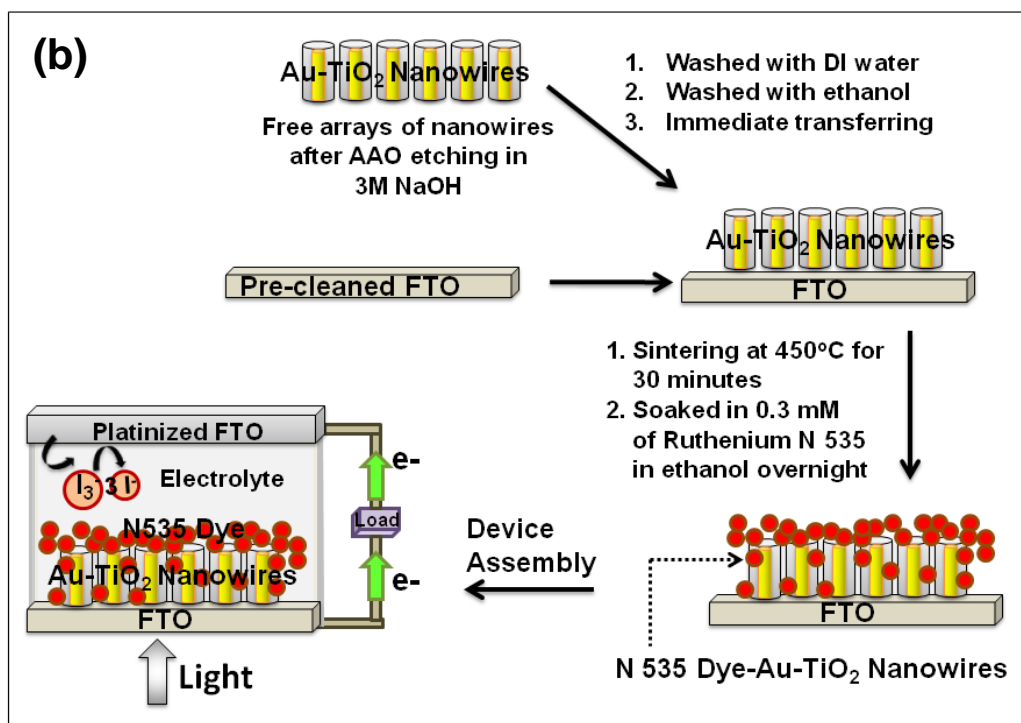 (b)
Au-TiO₂ Nanowires
Free arrays of nanowires
after AAO etching in
3M NaOH
1. Washed with DI water
2. Washed with ethanol
3. Immediate transferring
Au-TiO₂ Nanowires
FTO
Pre-cleaned FTO
1. Sintering at 450°C for
30 minutes
2. Soaked in 0.3 mM
of Ruthenium N 535
in ethanol overnight
Platinized FTO
I₃⁻ 3 I⁻
Electrolyte
e-
Load
e-
N535 Dye
Au-TiO₂ Nanowires
FTO
Light
Device
Assembly
FTO
N 535 Dye-Au-TiO₂ Nanowires